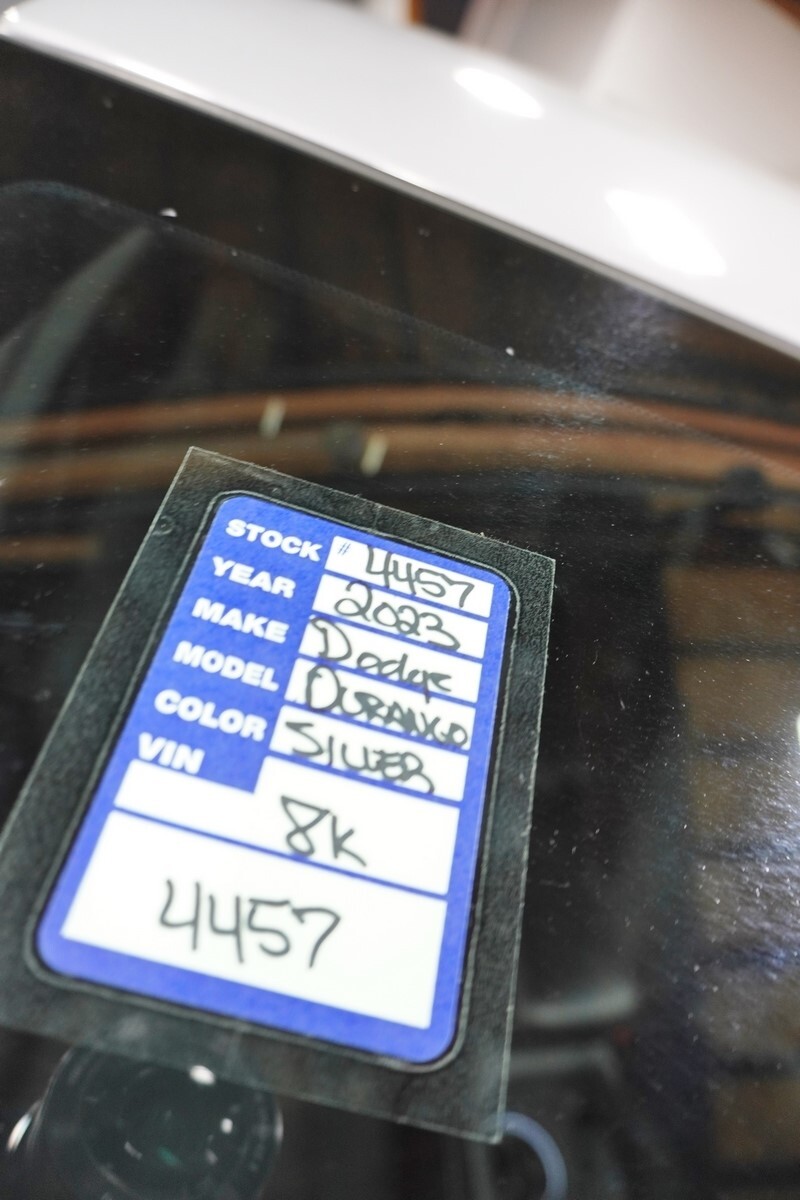 STOCK # 4457
YEAR 2023
MAKE Dodge
MODEL DURANGO
COLOR SILVER
VIN
8K
4457